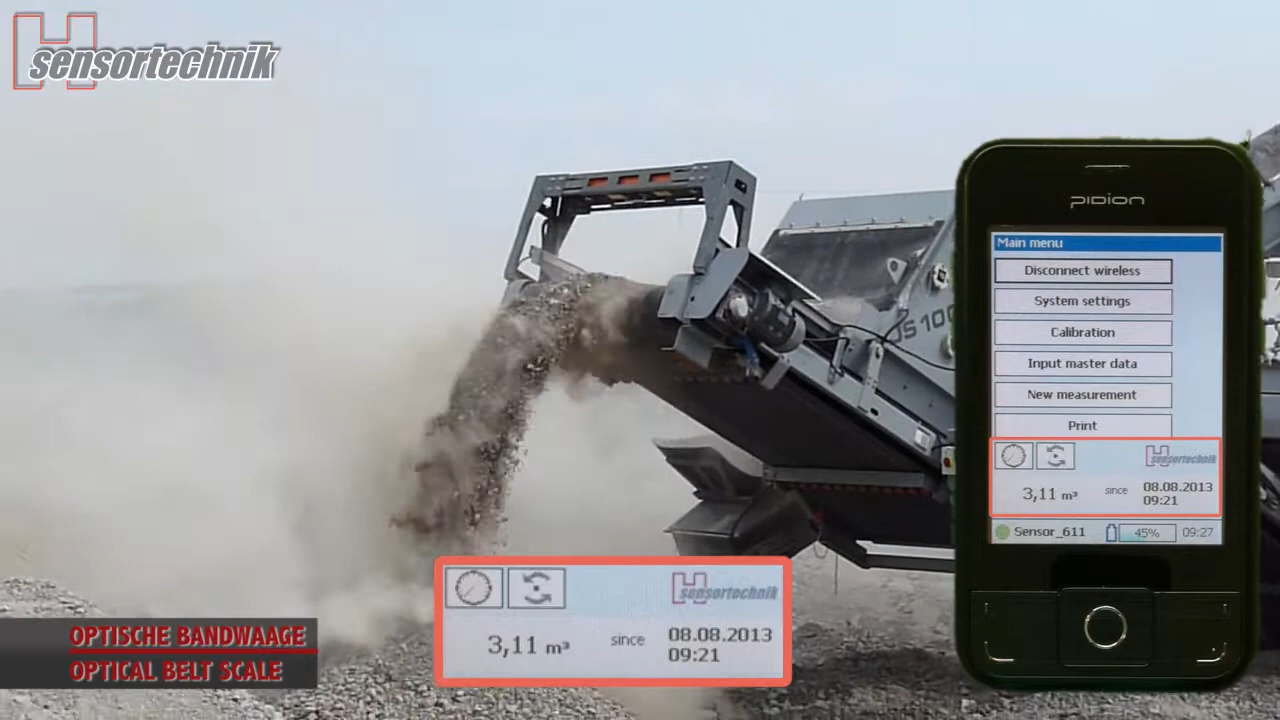 H
sensortechnik
PIDION
Main menu
Disconnect wireless
System settings
Calibration
Input master data
New measurement
Print
H
sensortechnik
3,11 m³ since 08.08.2013
09:21
Sensor_611 45% 09:27
H
sensortechnik
3,11 m³ since 08.08.2013
09:21
OPTISCHE BANDWAAGE
OPTICAL BELT SCALE